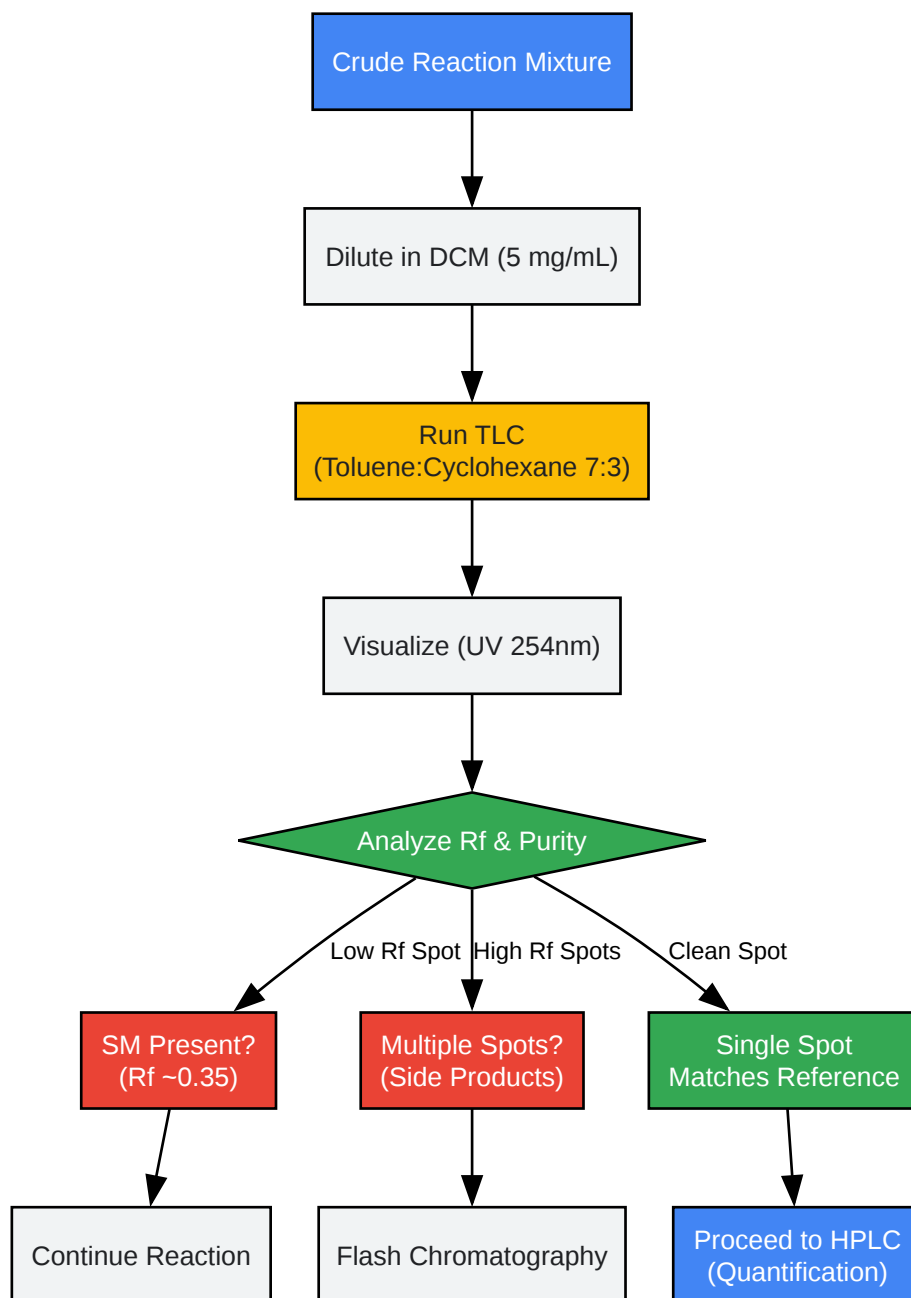 Crude Reaction Mixture
Dilute in DCM (5 mg/mL)
Run TLC
(Toluene:Cyclohexane 7:3)
Visualize (UV 254nm)
Analyze Rf & Purity
Low Rf Spot
High Rf Spots
Clean Spot
SM Present?
(Rf ~0.35)
Multiple Spots?
(Side Products)
Single Spot
Matches Reference
Continue Reaction
Flash Chromatography
Proceed to HPLC
(Quantification)